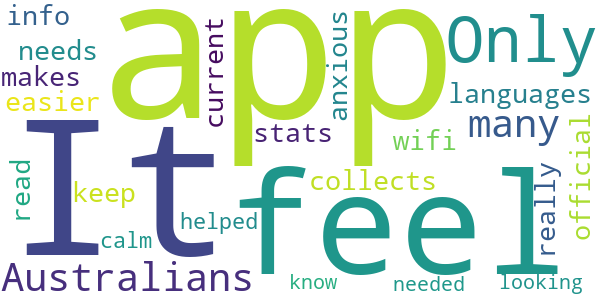 info
needs
makes
easier
app
current
anxious
Only
languages
many
stats
wifi
official
It
feel
read
keep
collects
really
helped
calm
Australians
know
needed
looking